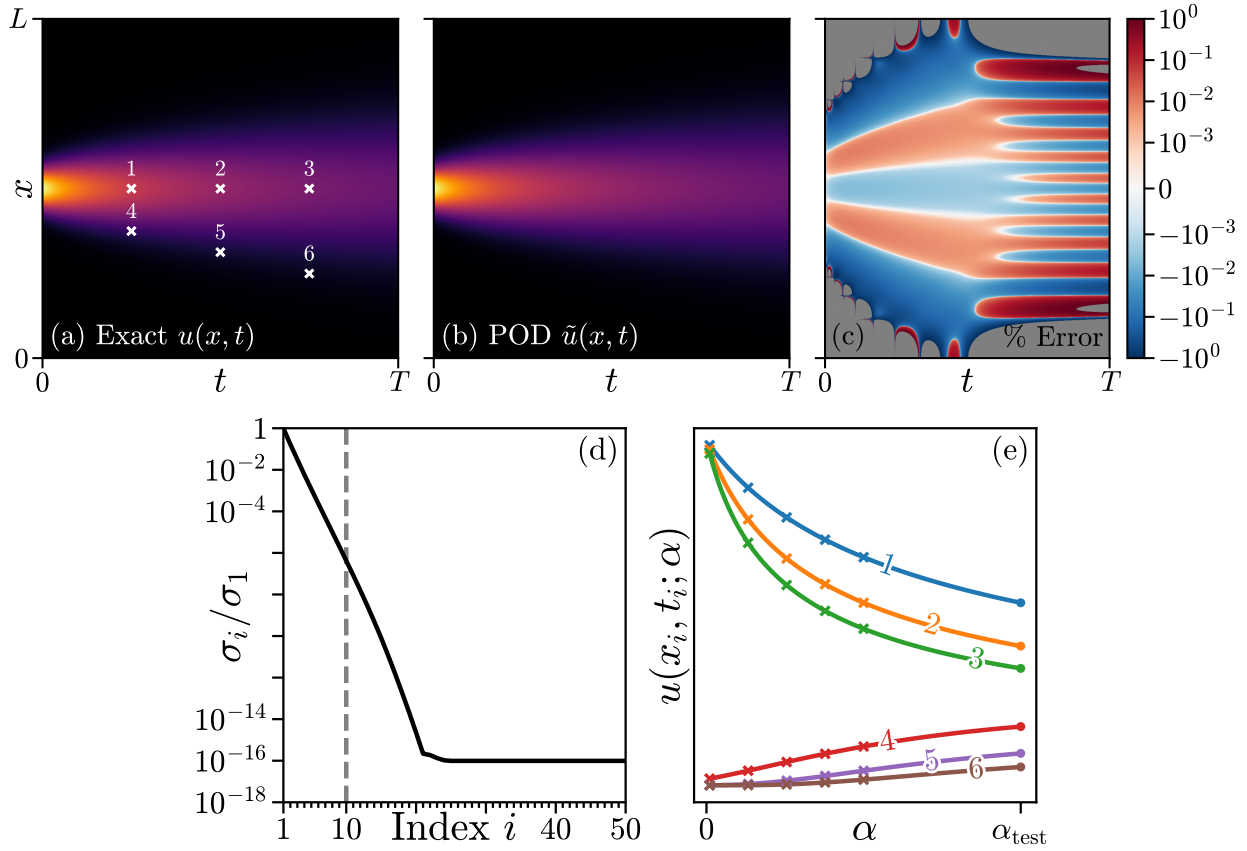 L
x
0
1
2
3
4
5
6
(a) Exact u(x, t)
0
t
T
(b) POD ũ(x, t)
0
t
T
(c)
% Error
0
t
T
10^0
10^{-1}
10^{-2}
10^{-3}
0
−10^{-3}
−10^{-2}
−10^{-1}
−10^0
(d)
σ_i/σ_1
1
10^{-2}
10^{-4}
10^{-14}
10^{-16}
10^{-18}
1
10
Index i
40
50
(e)
u(x_i, t_i; α)
1
2
3
4
5
6
0
α
α_test